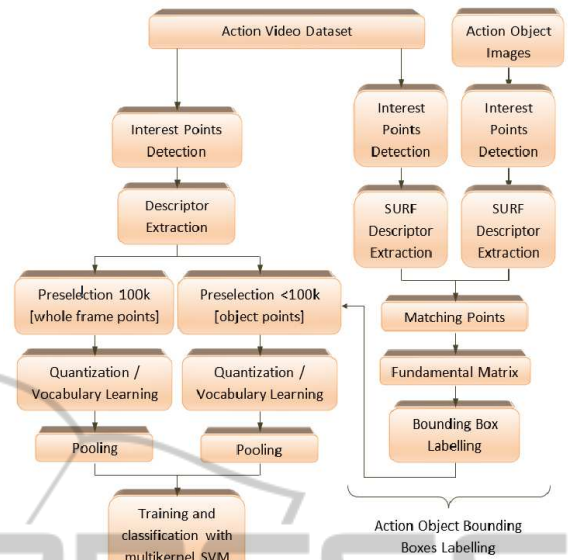 Action Video Dataset
Action Object
Images
Interest Points
Detection
Interest
Points
Detection
Interest
Points
Detection
Descriptor
Extraction
SURF
Descriptor
Extraction
SURF
Descriptor
Extraction
Preselection 100k
[whole frame points]
Preselection <100k
[object points]
Matching Points
Quantization /
Vocabulary Learning
Quantization /
Vocabulary Learning
Fundamental Matrix
Pooling
Pooling
Bounding Box
Labelling
Training and
classification with
multikernel SVM
Action Object Bounding
Boxes Labelling